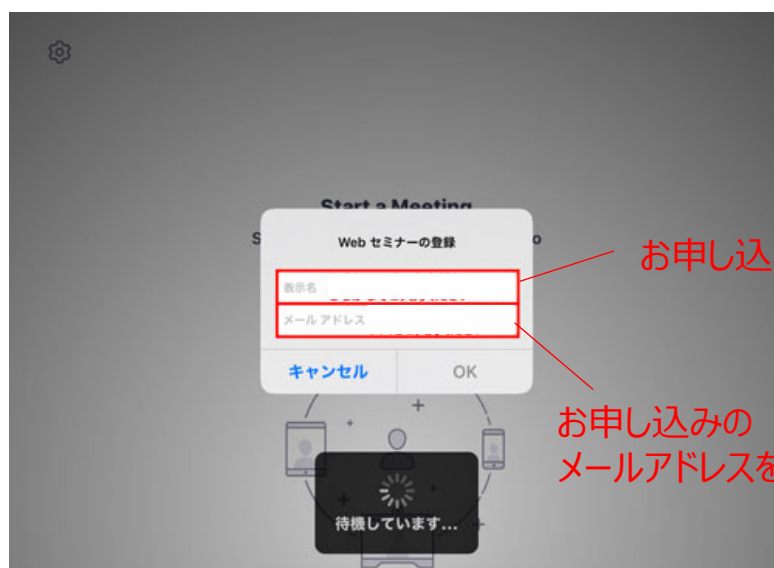 Start a Meeting
S
o
Web セミナーの登録
お申し込
表示名
メール アドレス
キャンセル
OK
お申し込みの
メールアドレスを
待機しています...